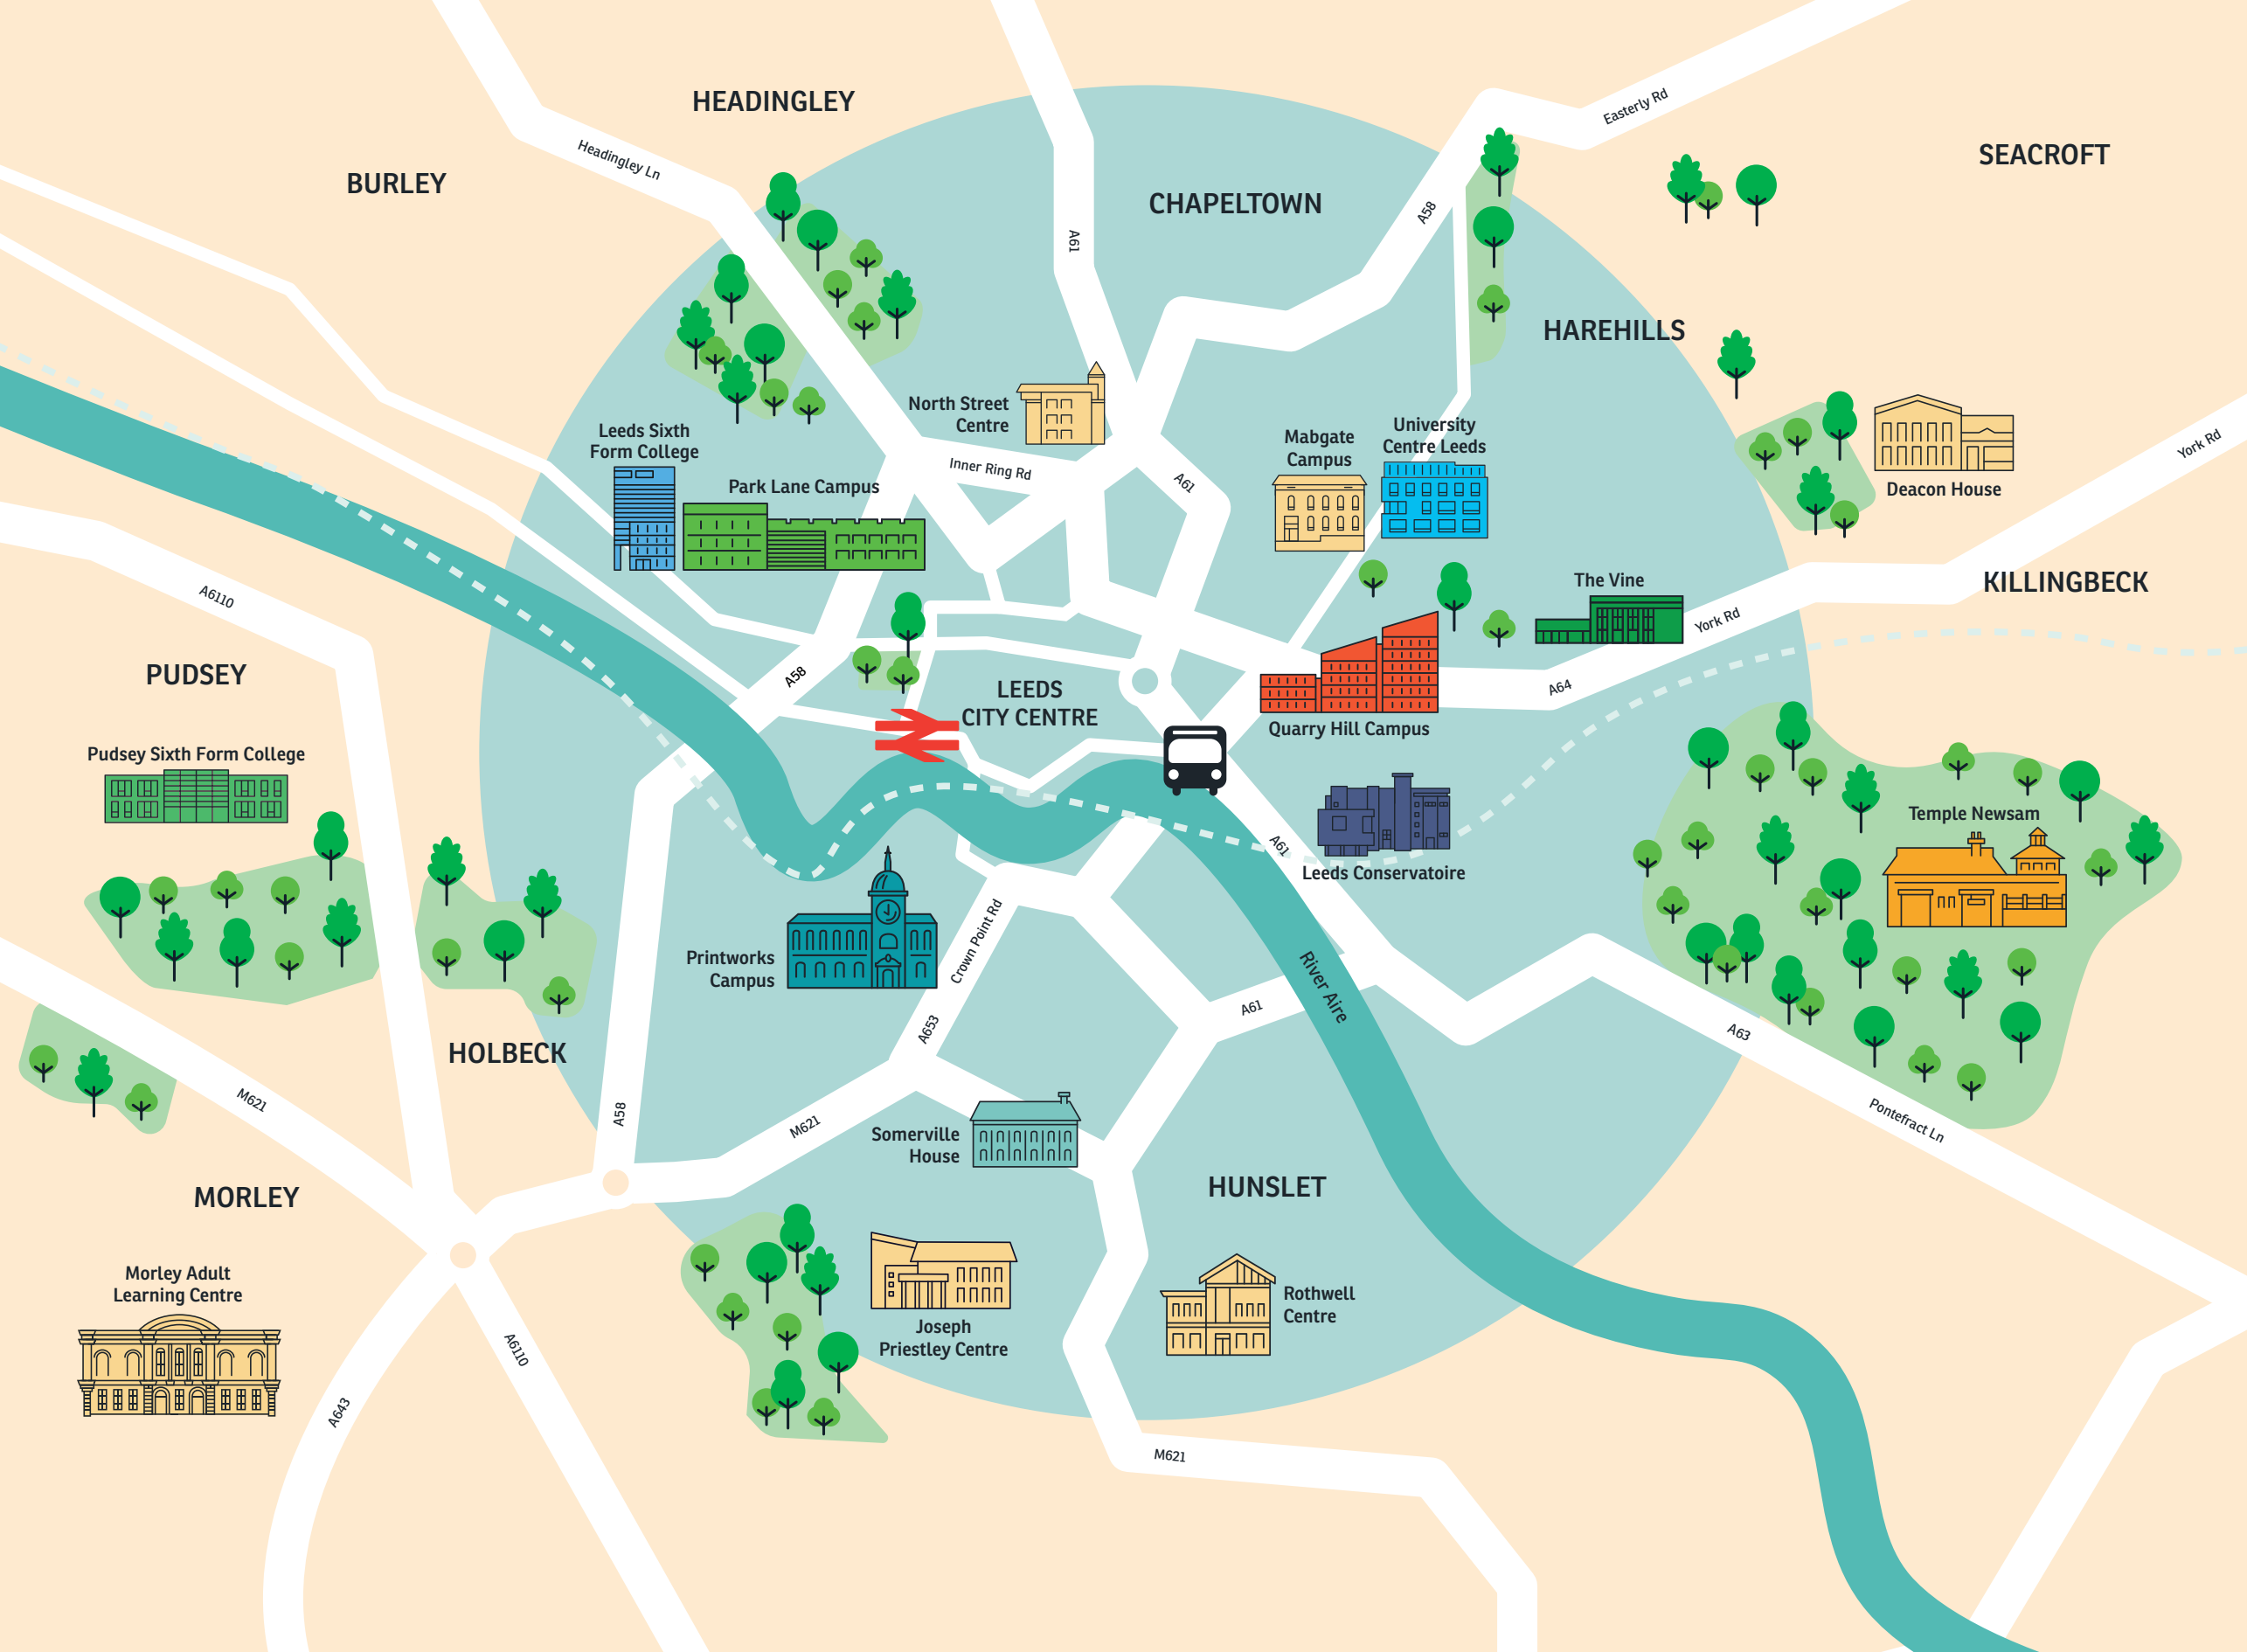 HEADINGLEY
Easterly Rd
SEACROFT
Headingley Ln
BURLEY
CHAPELTOWN
A58
A61
HAREHILLS
North Street
Centre
University
Centre Leeds
Mabgate
Campus
Leeds Sixth
Form College
York Rd
Inner Ring Rd
A61
Park Lane Campus
Deacon House
The Vine
KILLINGBECK
A6110
York Rd
PUDSEY
A58
LEEDS
CITY CENTRE
A64
Quarry Hill Campus
Pudsey Sixth Form College
Temple Newsam
A61
Leeds Conservatoire
Crown Point Rd
Printworks
Campus
River Aire
A61
A653
A63
HOLBECK
M621
A58
M621
Somerville
House
Pontefract Ln
MORLEY
HUNSLET
Morley Adult
Learning Centre
Rothwell
Centre
Joseph
Priestley Centre
A6110
A643
M621